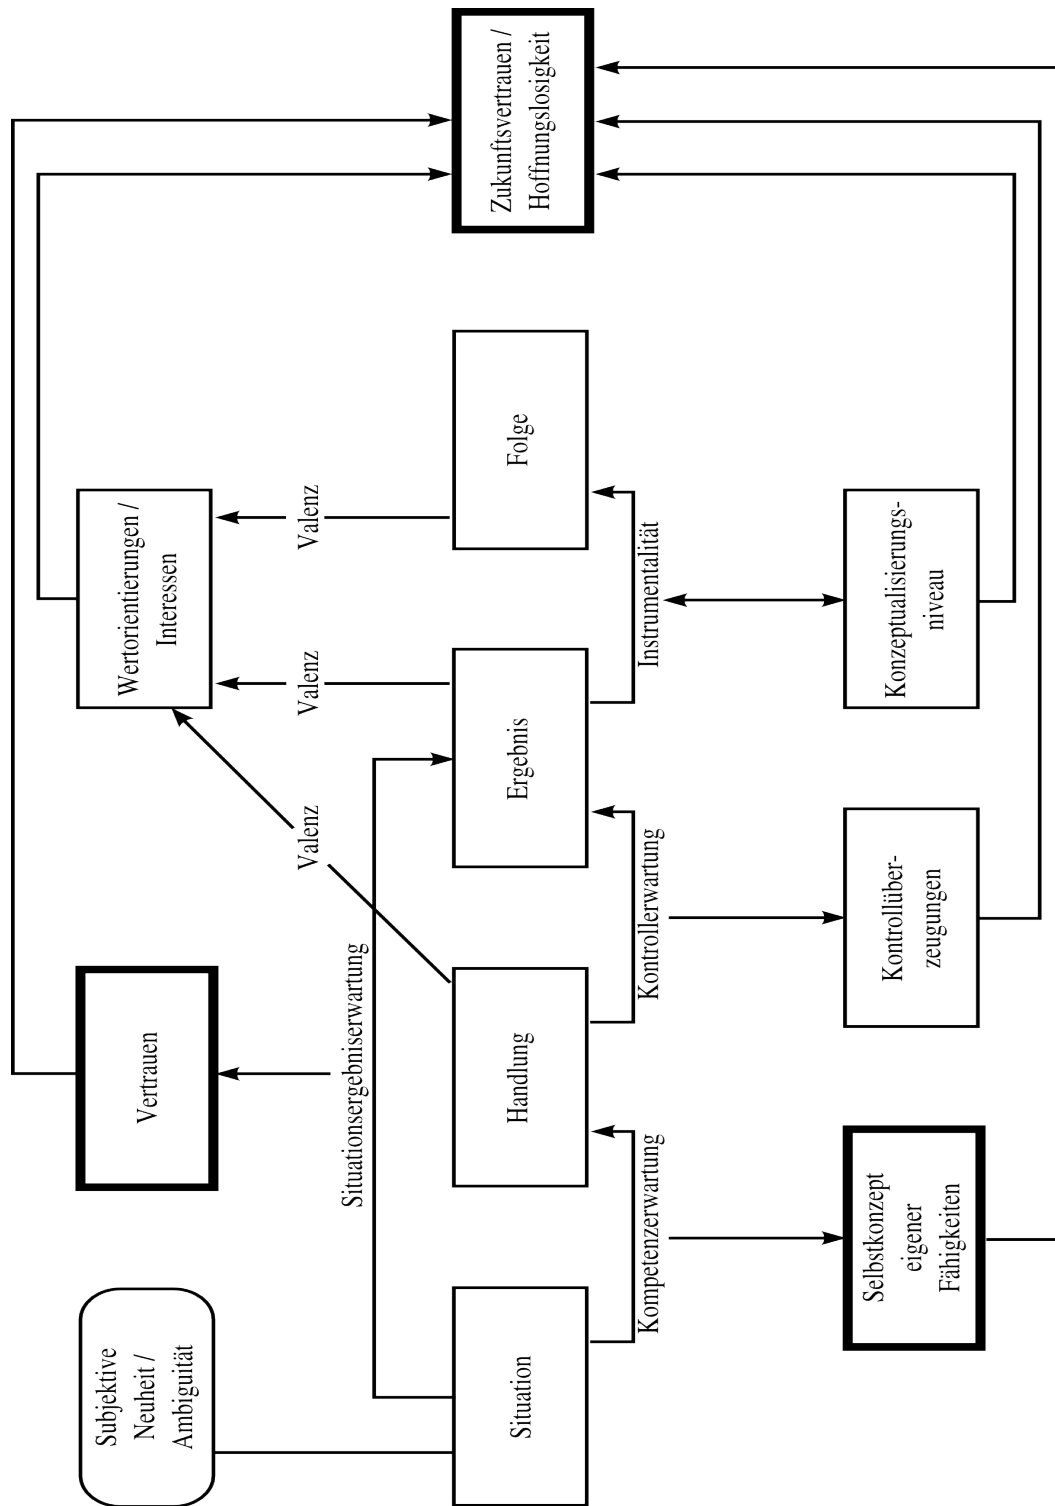 Subjektive
Neuheit /
Ambiguität
Vertrauen
Wertorientierungen /
Interessen
Valenz
Valenz
Valenz
Situationsergebniserwartung
Situation
Handlung
Ergebnis
Folge
Zukunftsvertrauen /
Hoffnungslosigkeit
Kompetenzerwartung
Kontrollerwartung
Instrumentalität
Selbstkonzept
eigener
Fähigkeiten
Kontrollüber-
zeugungen
Konzeptualisierungs-
niveau